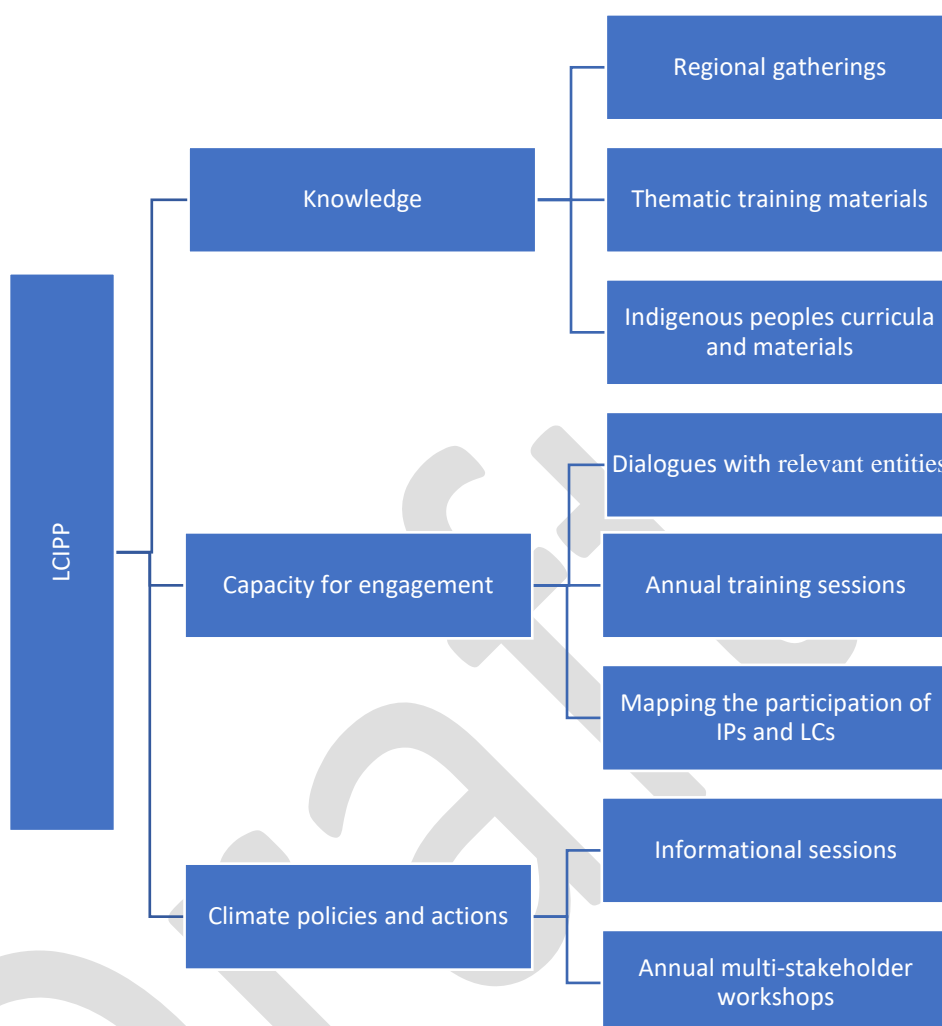 LCIPP
Knowledge
Regional gatherings
Thematic training materials
Indigenous peoples curricula
and materials
Capacity for engagement
Dialogues with relevant entities
Annual training sessions
Mapping the participation of
IPs and LCs
Climate policies and actions
Informational sessions
Annual multi-stakeholder
workshops